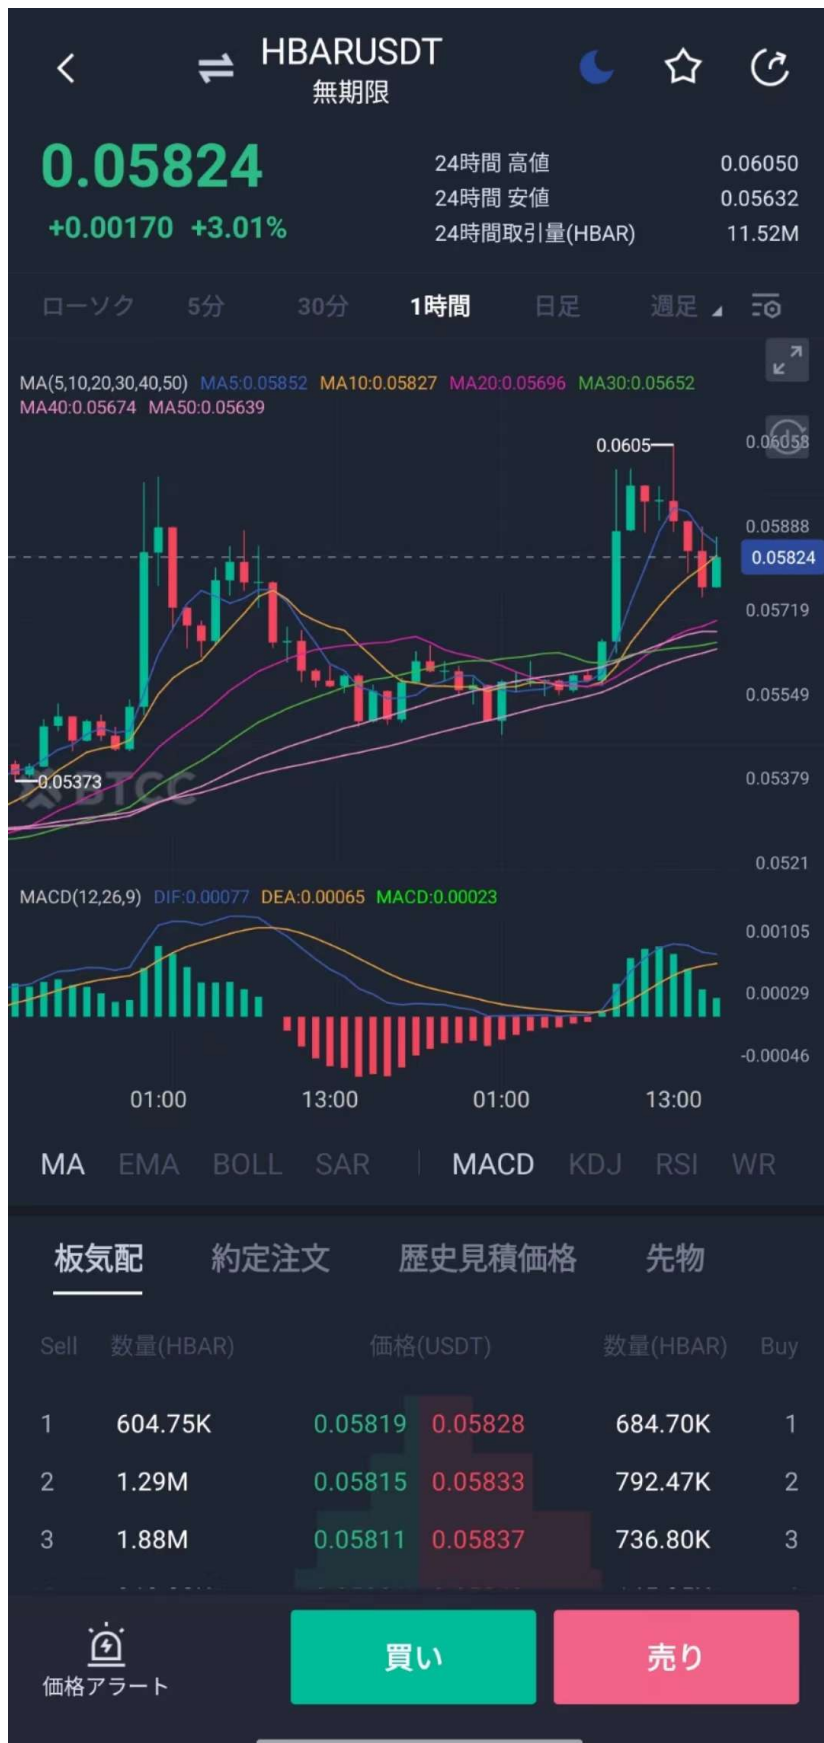 HBARUSDT
無期限
0.05824
+0.00170 +3.01%
24時間 高値 0.06050
24時間 安値 0.05632
24時間取引量(HBAR) 11.52M
ローソク 5分 30分 1時間 日足 週足
MA(5,10,20,30,40,50) MA5:0.05852 MA10:0.05827 MA20:0.05696 MA30:0.05652
MA40:0.05674 MA50:0.05639
0.0605
0.06058
0.05888
0.05824
0.05719
0.05549
0.05379
0.05373
BTCC
0.0521
MACD(12,26,9) DIF:0.00077 DEA:0.00065 MACD:0.00023
0.00105
0.00029
-0.00046
01:00 13:00 01:00 13:00
MA EMA BOLL SAR MACD KDJ RSI WR
板気配 約定注文 歴史見積価格 先物
Sell 数量(HBAR) 価格(USDT) 数量(HBAR) Buy
1 604.75K 0.05819 0.05828 684.70K 1
2 1.29M 0.05815 0.05833 792.47K 2
3 1.88M 0.05811 0.05837 736.80K 3
価格アラート
買い
売り